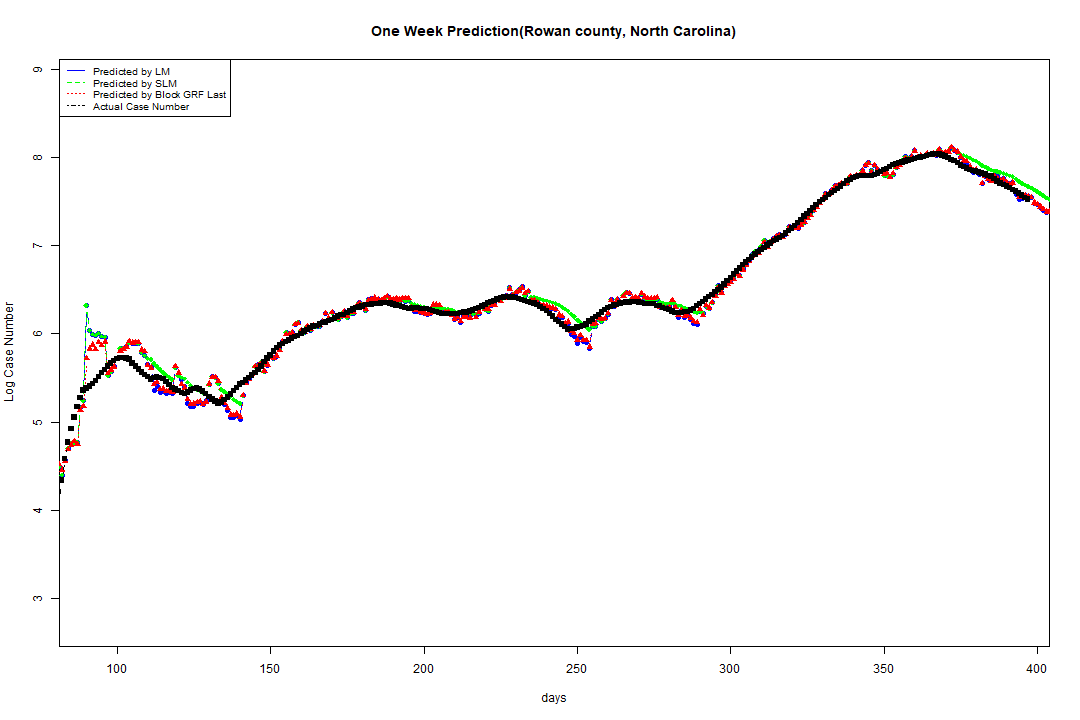 One Week Prediction(Rowan county, North Carolina)
Predicted by LM
Predicted by SLM
Predicted by Block GRF Last
Actual Case Number
Log Case Number
9
8
7
6
5
4
3
100 150 200 250 300 350 400
days